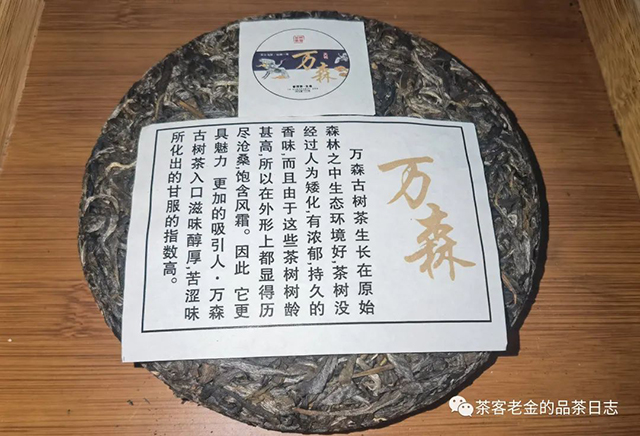 万森
万森
万森古树茶生长在原始
森林之中生态环境好,茶树没
经过人为矮化,有浓郁,持久的
香味,而且由于这些茶树树龄
甚高,所以在外形上都显得历
尽沧桑,饱含风霜。因此 它更
具魅力 更加的吸引人·万森
古树茶入口滋味醇厚,苦涩味
所化出的甘服的指数高。
茶客老金的品茶日志